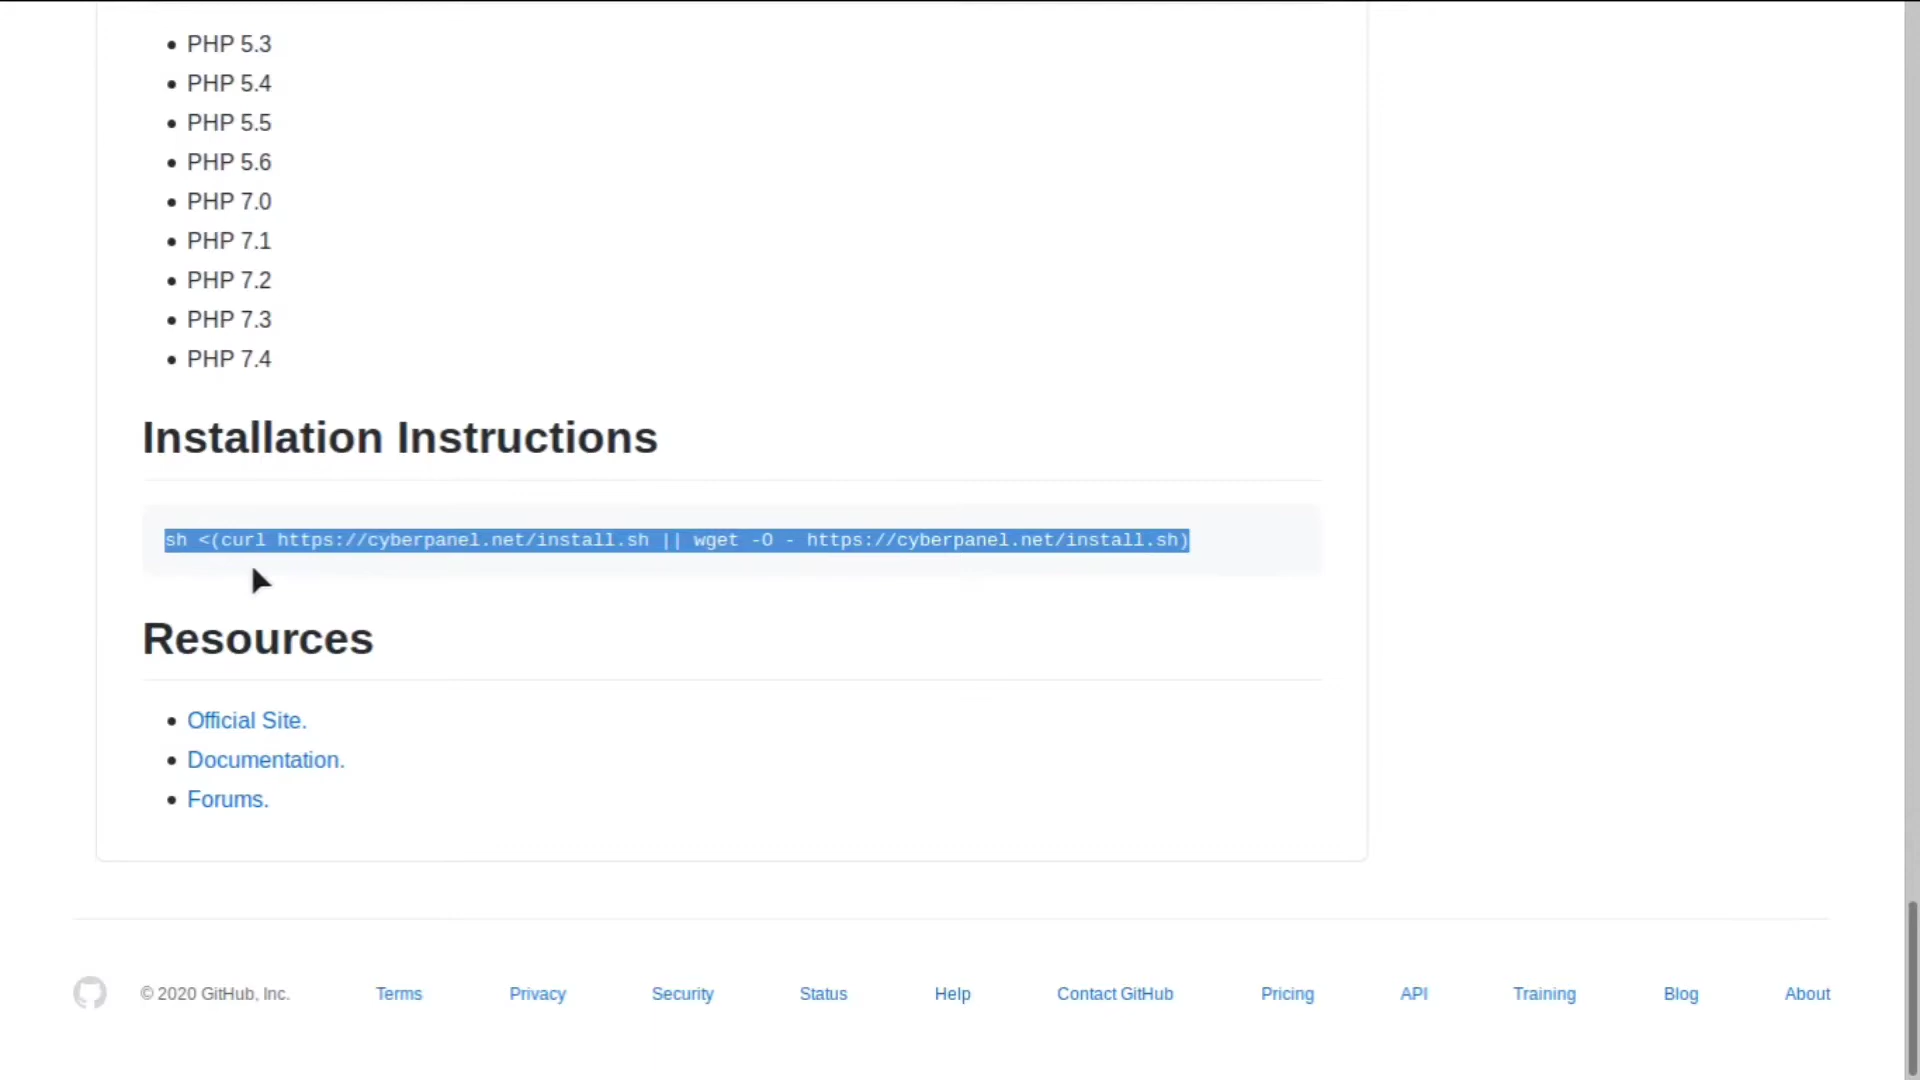 PHP 5.3
PHP 5.4
PHP 5.5
PHP 5.6
PHP 7.0
PHP 7.1
PHP 7.2
PHP 7.3
PHP 7.4
Installation Instructions
sh <(curl https://cyberpanel.net/install.sh || wget -O - https://cyberpanel.net/install.sh)
Resources
Official Site.
Documentation.
Forums.
© 2020 GitHub, Inc. Terms Privacy Security Status Help Contact GitHub Pricing API Training Blog About